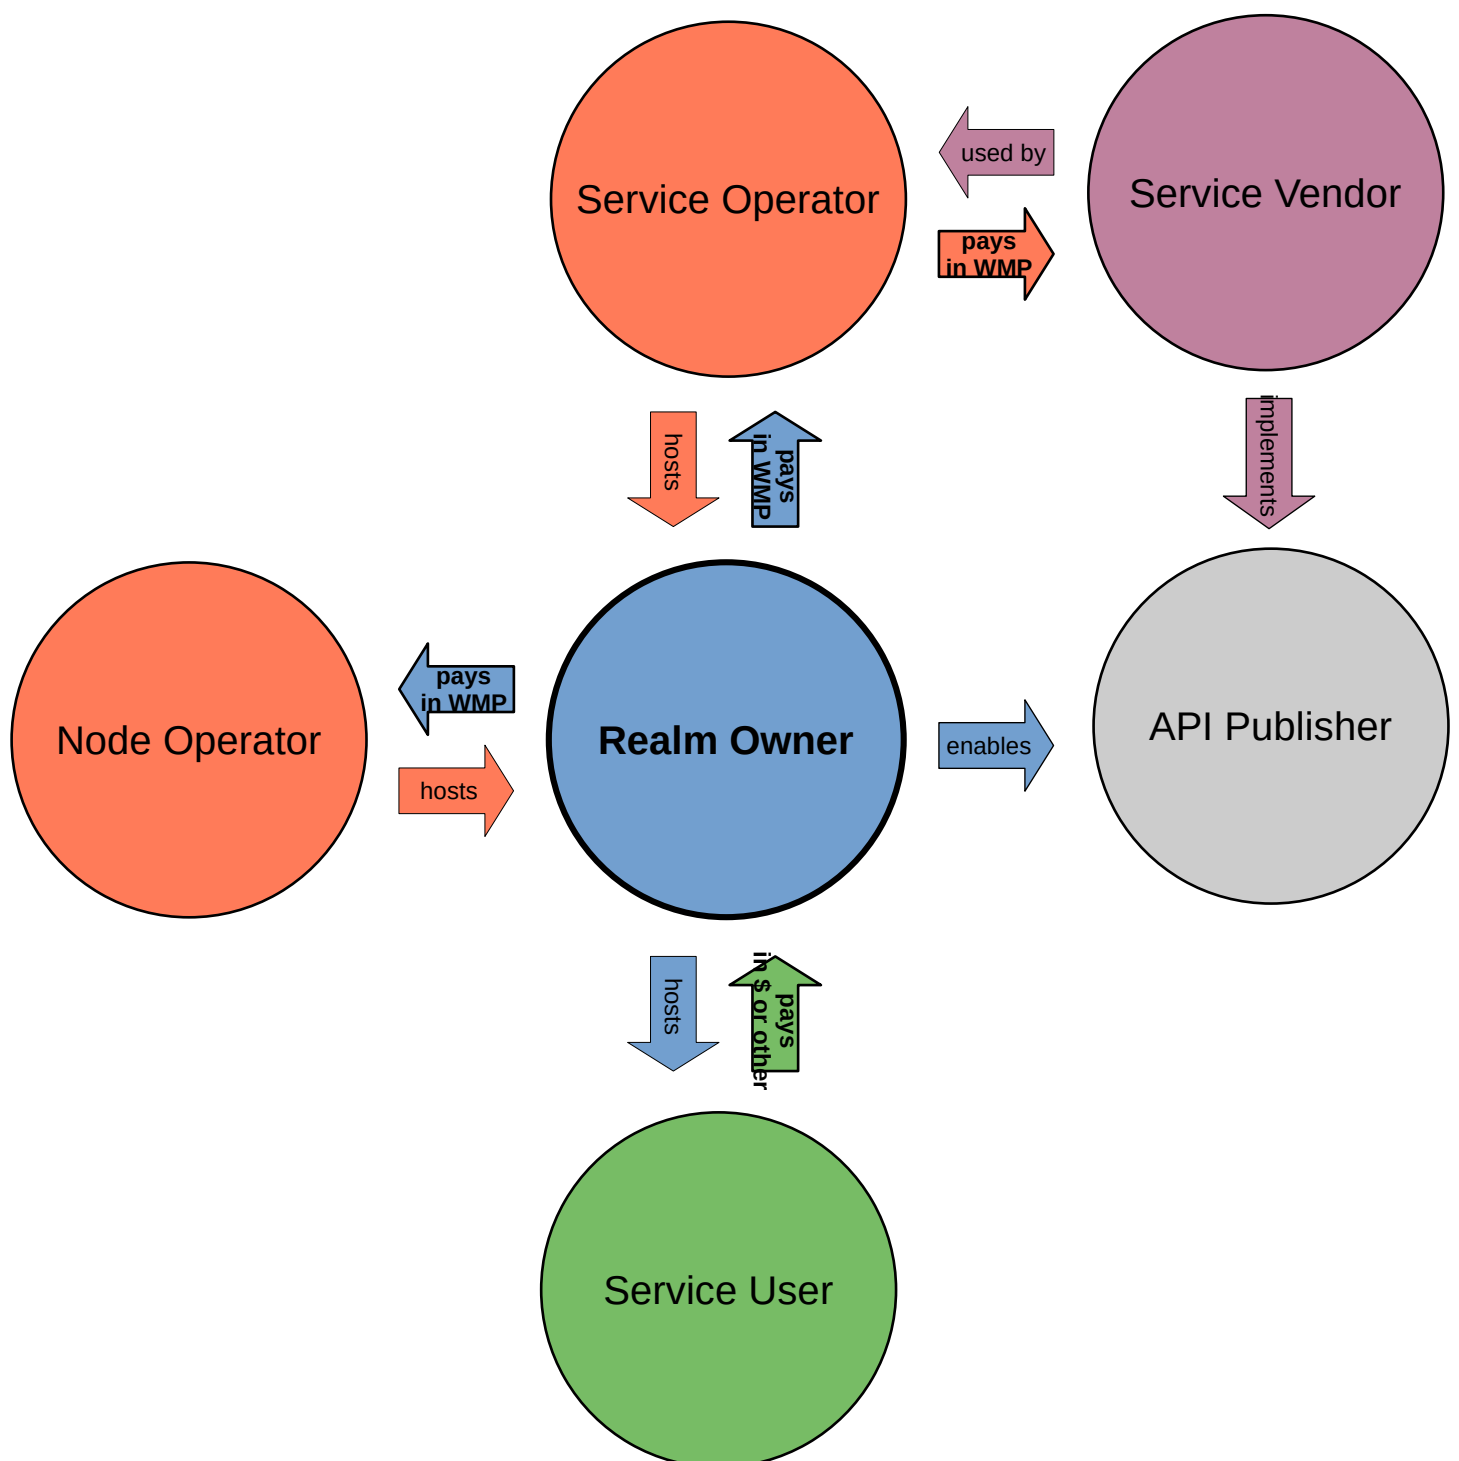 Service Operator
used by
pays
in WMP
Service Vendor
hosts
pays
in WMP
implements
Node Operator
pays
in WMP
hosts
Realm Owner
enables
API Publisher
hosts
pays
in $ or other
Service User